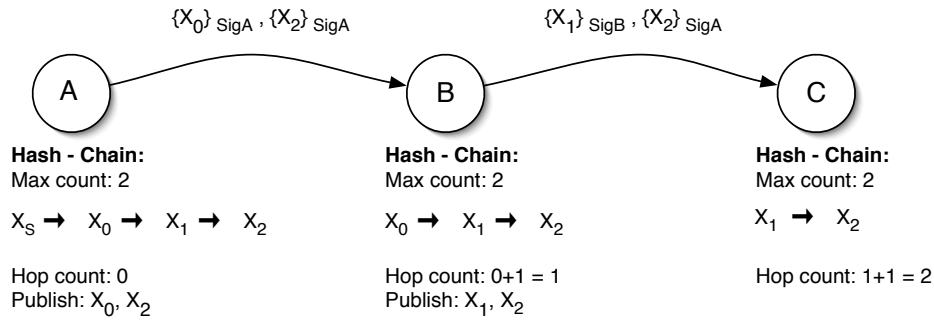 {X0} SigA , {X2} SigA
{X1} SigB , {X2} SigA
A
B
C
Hash - Chain:
Max count: 2
XS → X0 → X1 → X2
Hop count: 0
Publish: X0, X2
Hash - Chain:
Max count: 2
X0 → X1 → X2
Hop count: 0+1 = 1
Publish: X1, X2
Hash - Chain:
Max count: 2
X1 → X2
Hop count: 1+1 = 2